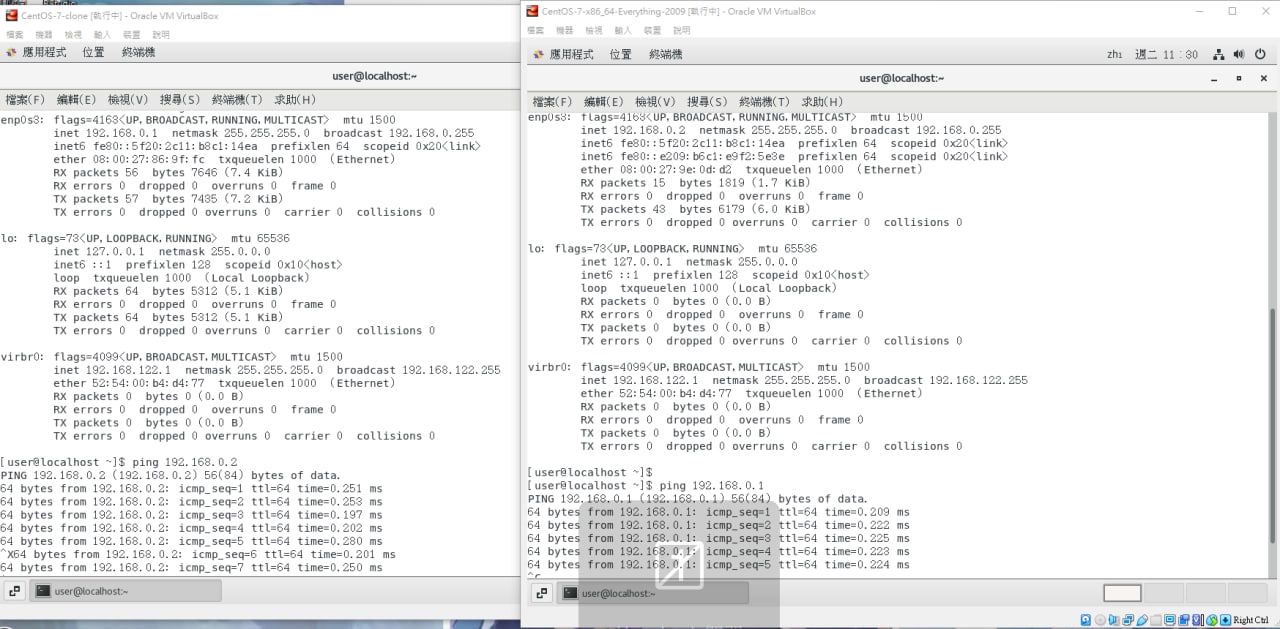 CentOS-7-clone [執行中] - Oracle VM VirtualBox
檔案 機器 檢視 輸入 裝置 說明
應用程式 位置 終端機
user@localhost:~
檔案(F) 編輯(E) 檢視(V) 搜尋(S) 終端機(T) 求助(H)
enp0s3: flags=4163<UP,BROADCAST,RUNNING,MULTICAST> mtu 1500
inet 192.168.0.1 netmask 255.255.255.0 broadcast 192.168.0.255
inet6 fe80::5f20:2c11:b8c1:14ea prefixlen 64 scopeid 0x20<link>
ether 08:00:27:86:9f:fc txqueuelen 1000 (Ethernet)
RX packets 56 bytes 7646 (7.4 KiB)
RX errors 0 dropped 0 overruns 0 frame 0
TX packets 57 bytes 7435 (7.2 KiB)
TX errors 0 dropped 0 overruns 0 carrier 0 collisions 0
lo: flags=73<UP,LOOPBACK,RUNNING> mtu 65536
inet 127.0.0.1 netmask 255.0.0.0
inet6 ::1 prefixlen 128 scopeid 0x10<host>
loop txqueuelen 1000 (Local Loopback)
RX packets 64 bytes 5312 (5.1 KiB)
RX errors 0 dropped 0 overruns 0 frame 0
TX packets 64 bytes 5312 (5.1 KiB)
TX errors 0 dropped 0 overruns 0 carrier 0 collisions 0
virbr0: flags=4099<UP,BROADCAST,MULTICAST> mtu 1500
inet 192.168.122.1 netmask 255.255.255.0 broadcast 192.168.122.255
ether 52:54:00:b4:d4:77 txqueuelen 1000 (Ethernet)
RX packets 0 bytes 0 (0.0 B)
RX errors 0 dropped 0 overruns 0 frame 0
TX packets 0 bytes 0 (0.0 B)
TX errors 0 dropped 0 overruns 0 carrier 0 collisions 0
[user@localhost ~]$ ping 192.168.0.2
PING 192.168.0.2 (192.168.0.2) 56(84) bytes of data.
64 bytes from 192.168.0.2: icmp_seq=1 ttl=64 time=0.251 ms
64 bytes from 192.168.0.2: icmp_seq=2 ttl=64 time=0.253 ms
64 bytes from 192.168.0.2: icmp_seq=3 ttl=64 time=0.197 ms
64 bytes from 192.168.0.2: icmp_seq=4 ttl=64 time=0.202 ms
64 bytes from 192.168.0.2: icmp_seq=5 ttl=64 time=0.280 ms
^X64 bytes from 192.168.0.2: icmp_seq=6 ttl=64 time=0.201 ms
64 bytes from 192.168.0.2: icmp_seq=7 ttl=64 time=0.250 ms
user@localhost:~
CentOS-7-x86_64-Everything-2009 [執行中] - Oracle VM VirtualBox
檔案 機器 檢視 輸入 裝置 說明
應用程式 位置 終端機 zh1 週二 11:30
user@localhost:~
檔案(F) 編輯(E) 檢視(V) 搜尋(S) 終端機(T) 求助(H)
enp0s3: flags=4163<UP,BROADCAST,RUNNING,MULTICAST> mtu 1500
inet 192.168.0.2 netmask 255.255.255.0 broadcast 192.168.0.255
inet6 fe80::5f20:2c11:b8c1:14ea prefixlen 64 scopeid 0x20<link>
inet6 fe80::e209:b6c1:e9f2:5e3e prefixlen 64 scopeid 0x20<link>
ether 08:00:27:9e:0d:d2 txqueuelen 1000 (Ethernet)
RX packets 15 bytes 1819 (1.7 KiB)
RX errors 0 dropped 0 overruns 0 frame 0
TX packets 43 bytes 6179 (6.0 KiB)
TX errors 0 dropped 0 overruns 0 carrier 0 collisions 0
lo: flags=73<UP,LOOPBACK,RUNNING> mtu 65536
inet 127.0.0.1 netmask 255.0.0.0
inet6 ::1 prefixlen 128 scopeid 0x10<host>
loop txqueuelen 1000 (Local Loopback)
RX packets 0 bytes 0 (0.0 B)
RX errors 0 dropped 0 overruns 0 frame 0
TX packets 0 bytes 0 (0.0 B)
TX errors 0 dropped 0 overruns 0 carrier 0 collisions 0
virbr0: flags=4099<UP,BROADCAST,MULTICAST> mtu 1500
inet 192.168.122.1 netmask 255.255.255.0 broadcast 192.168.122.255
ether 52:54:00:b4:d4:77 txqueuelen 1000 (Ethernet)
RX packets 0 bytes 0 (0.0 B)
RX errors 0 dropped 0 overruns 0 frame 0
TX packets 0 bytes 0 (0.0 B)
TX errors 0 dropped 0 overruns 0 carrier 0 collisions 0
[user@localhost ~]$
[user@localhost ~]$ ping 192.168.0.1
PING 192.168.0.1 (192.168.0.1) 56(84) bytes of data.
64 bytes from 192.168.0.1: icmp_seq=1 ttl=64 time=0.209 ms
64 bytes from 192.168.0.1: icmp_seq=2 ttl=64 time=0.222 ms
64 bytes from 192.168.0.1: icmp_seq=3 ttl=64 time=0.225 ms
64 bytes from 192.168.0.1: icmp_seq=4 ttl=64 time=0.223 ms
64 bytes from 192.168.0.1: icmp_seq=5 ttl=64 time=0.224 ms
^C
user@localhost:~
Right Ctrl